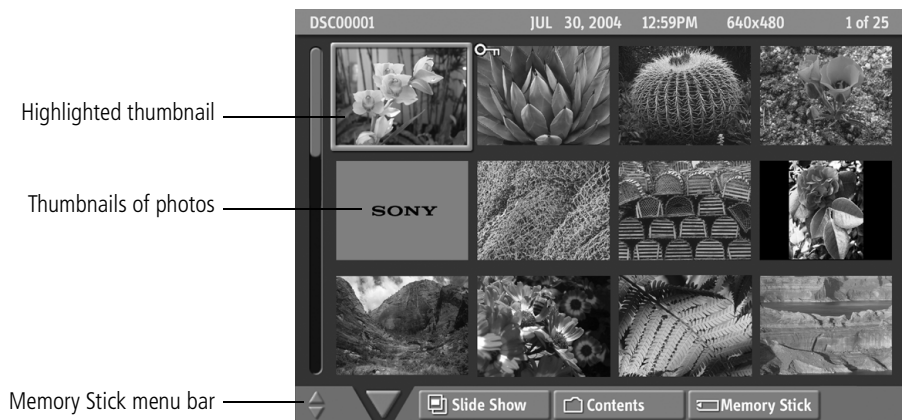 DSC00001 JUL 30, 2004 12:59PM 640x480 1 of 25
Highlighted thumbnail
Thumbnails of photos
SONY
Memory Stick menu bar
Slide Show Contents Memory Stick